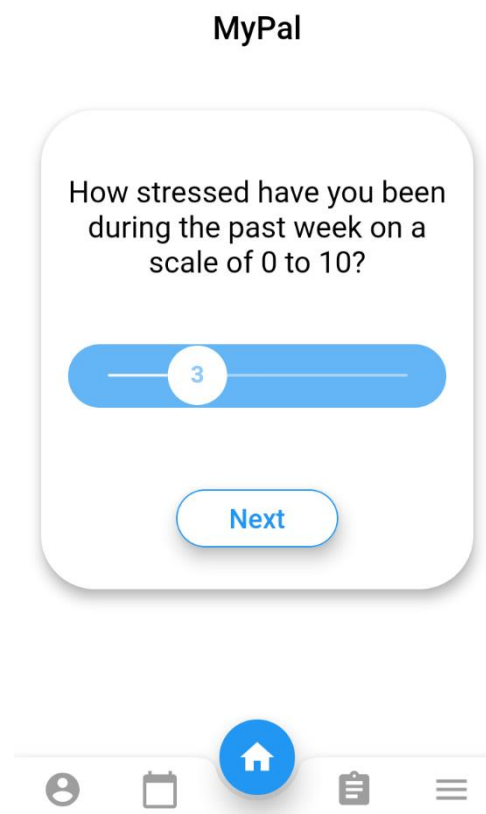 MyPal
How stressed have you been
during the past week on a
scale of 0 to 10?
3
Next